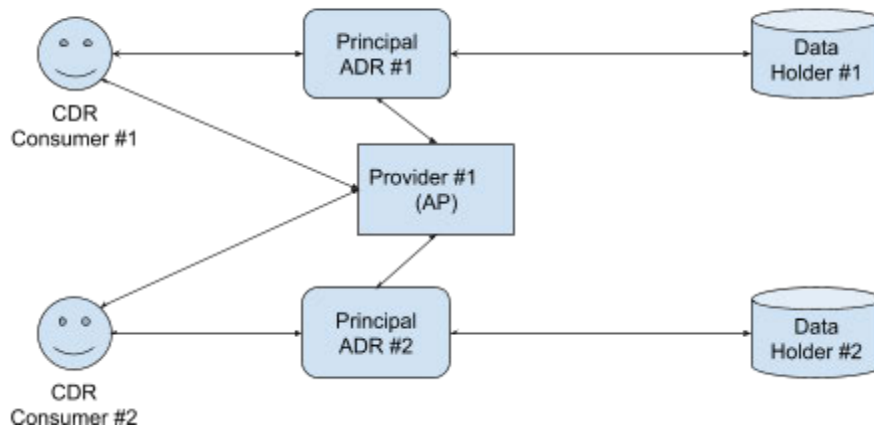 Principal
ADR #1
Data
Holder #1
CDR
Consumer #1
Provider #1
(AP)
Principal
ADR #2
Data
Holder #2
CDR
Consumer #2